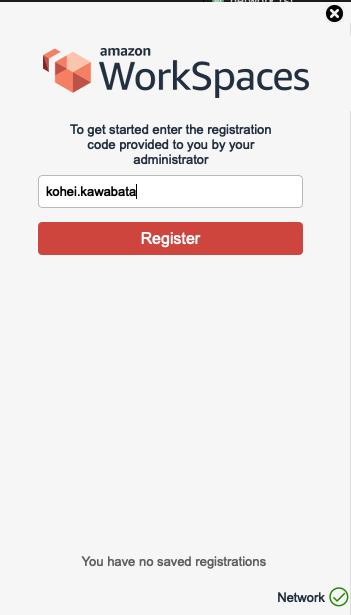 amazon
WorkSpaces
To get started enter the registration
code provided to you by your
administrator
kohei.kawabata
Register
You have no saved registrations
Network